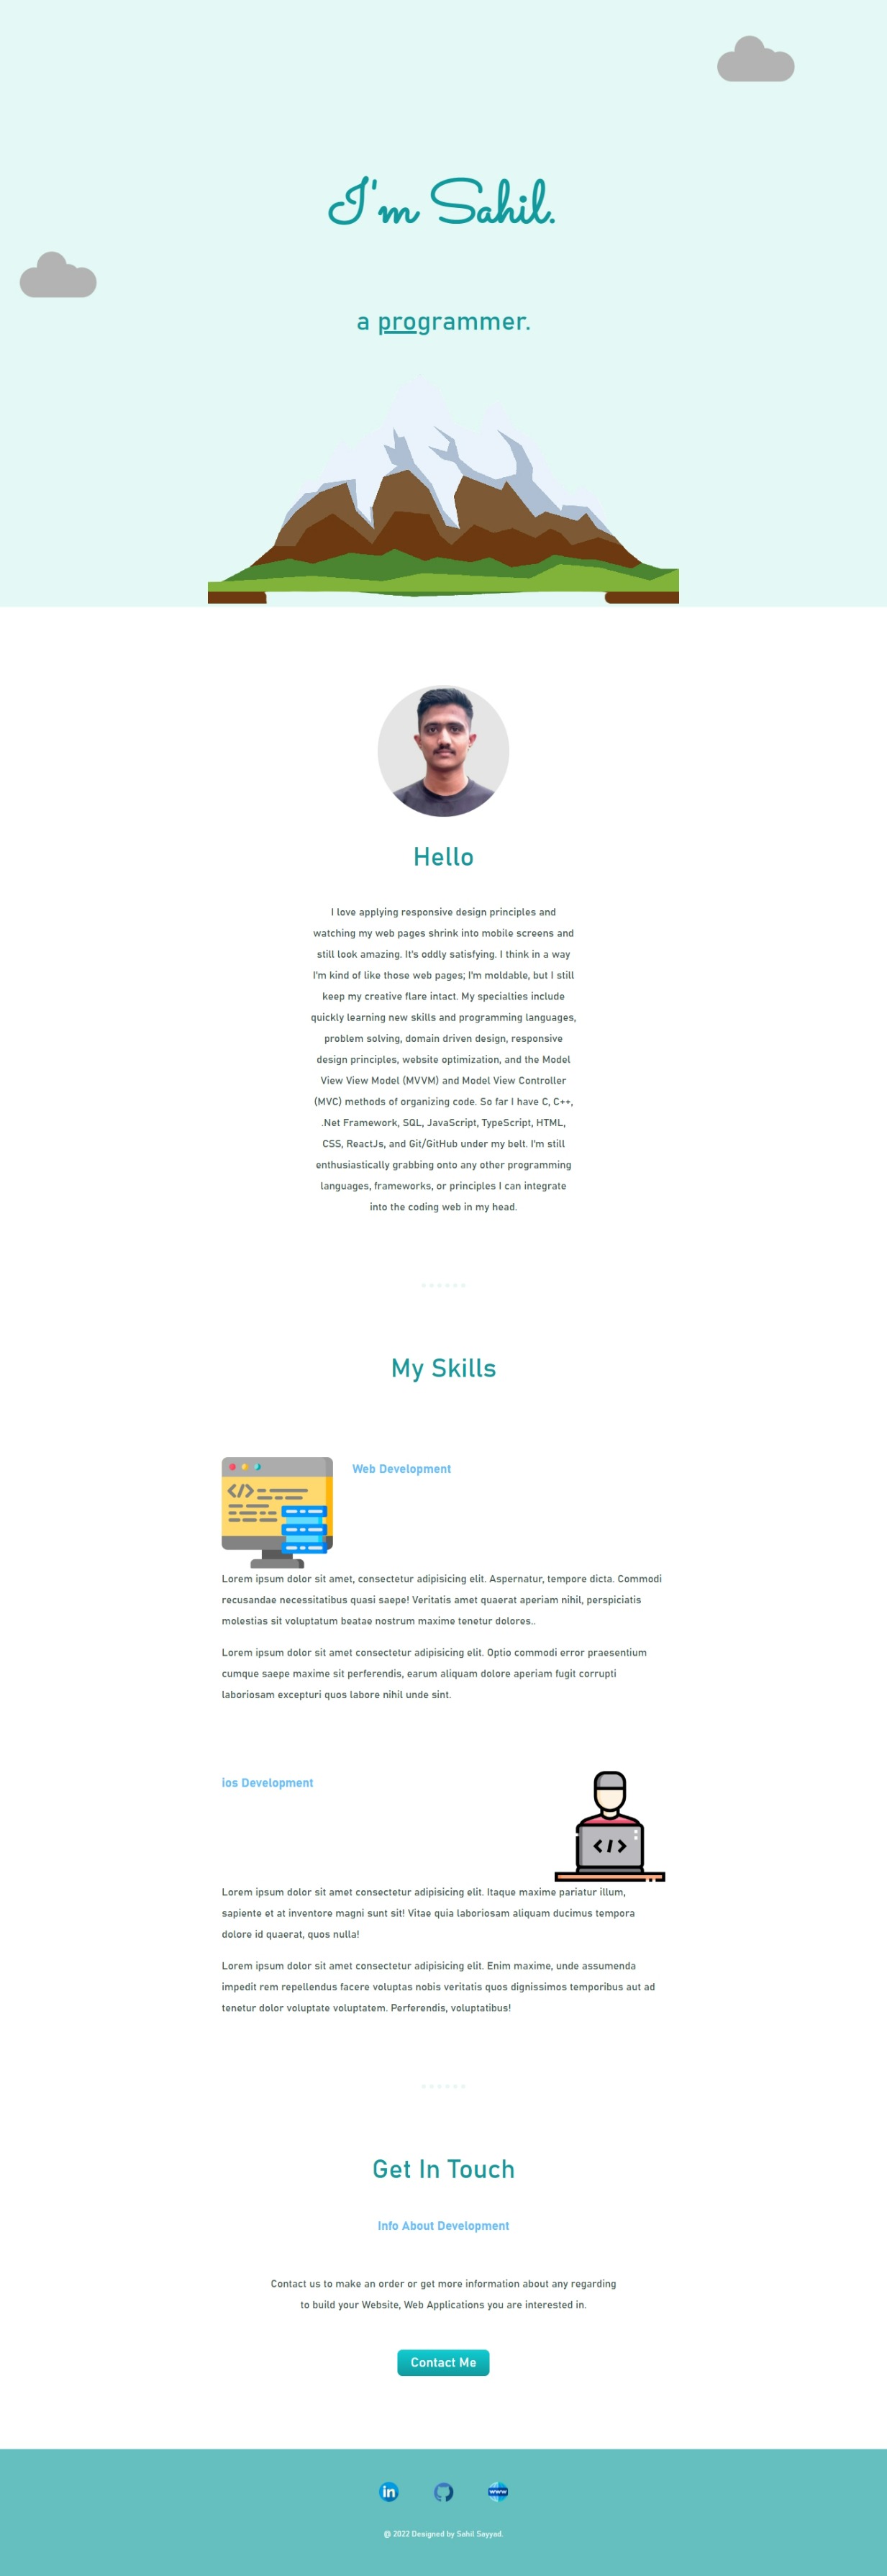 I'm Sahil.
a programmer.
Hello
I love applying responsive design principles and
watching my web pages shrink into mobile screens and
still look amazing. It's oddly satisfying. I think in a way
I'm kind of like those web pages; I'm moldable, but I still
keep my creative flare intact. My specialties include
quickly learning new skills and programming languages,
problem solving, domain driven design, responsive
design principles, website optimization, and the Model
View View Model (MVVM) and Model View Controller
(MVC) methods of organizing code. So far I have C, C++,
.Net Framework, SQL, JavaScript, TypeScript, HTML,
CSS, ReactJs, and Git/GitHub under my belt. I'm still
enthusiastically grabbing onto any other programming
languages, frameworks, or principles I can integrate
into the coding web in my head.
My Skills
</>
Web Development
Lorem ipsum dolor sit amet, consectetur adipisicing elit. Aspernatur, tempore dicta. Commodi
recusandae necessitatibus quasi saepe! Veritatis amet quaerat aperiam nihil, perspiciatis
molestias sit voluptatum beatae nostrum maxime tenetur dolores..
Lorem ipsum dolor sit amet consectetur adipisicing elit. Optio commodi error praesentium
cumque saepe maxime sit perferendis, earum aliquam dolore aperiam fugit corrupti
laboriosam excepturi quos labore nihil unde sint.
ios Development
</>
Lorem ipsum dolor sit amet consectetur adipisicing elit. Itaque maxime pariatur illum,
sapiente et at inventore magni sunt sit! Vitae quia laboriosam aliquam ducimus tempora
dolore id quaerat, quos nulla!
Lorem ipsum dolor sit amet consectetur adipisicing elit. Enim maxime, unde assumenda
impedit rem repellendus facere voluptas nobis veritatis quos dignissimos temporibus aut ad
tenetur dolor voluptate voluptatem. Perferendis, voluptatibus!
Get In Touch
Info About Development
Contact us to make an order or get more information about any regarding
to build your Website, Web Applications you are interested in.
Contact Me
in
www
@ 2022 Designed by Sahil Sayyad.